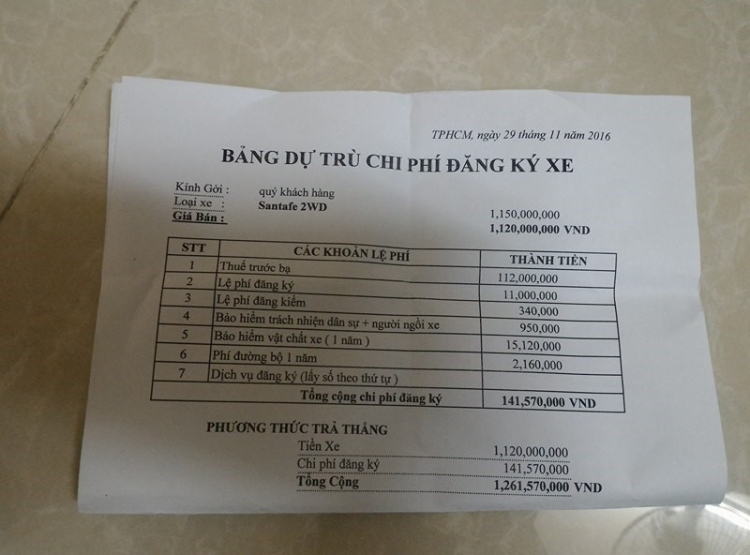 TPHCM, ngày 29 tháng 11 năm 2016
BẢNG DỰ TRÙ CHI PHÍ ĐĂNG KÝ XE
Kính Gởi : quý khách hàng
Loại xe : Santafe 2WD
1,150,000,000
Giá Bán : 1,120,000,000 VND
STT CÁC KHOẢN LỆ PHÍ THÀNH TIỀN
1 Thuế trước bạ 112,000,000
2 Lệ phí đăng ký 11,000,000
3 Lệ phí đăng kiểm 340,000
4 Bảo hiểm trách nhiện dân sự + người ngồi xe 950,000
5 Bảo hiểm vật chất xe ( 1 năm ) 15,120,000
6 Phí đường bộ 1 năm 2,160,000
7 Dịch vụ đăng ký (lấy số theo thứ tự )
Tổng cộng chi phí đăng ký 141,570,000 VND
PHƯƠNG THỨC TRẢ THẲNG
Tiền Xe 1,120,000,000
Chi phí đăng ký 141,570,000
Tổng Cộng 1,261,570,000 VND